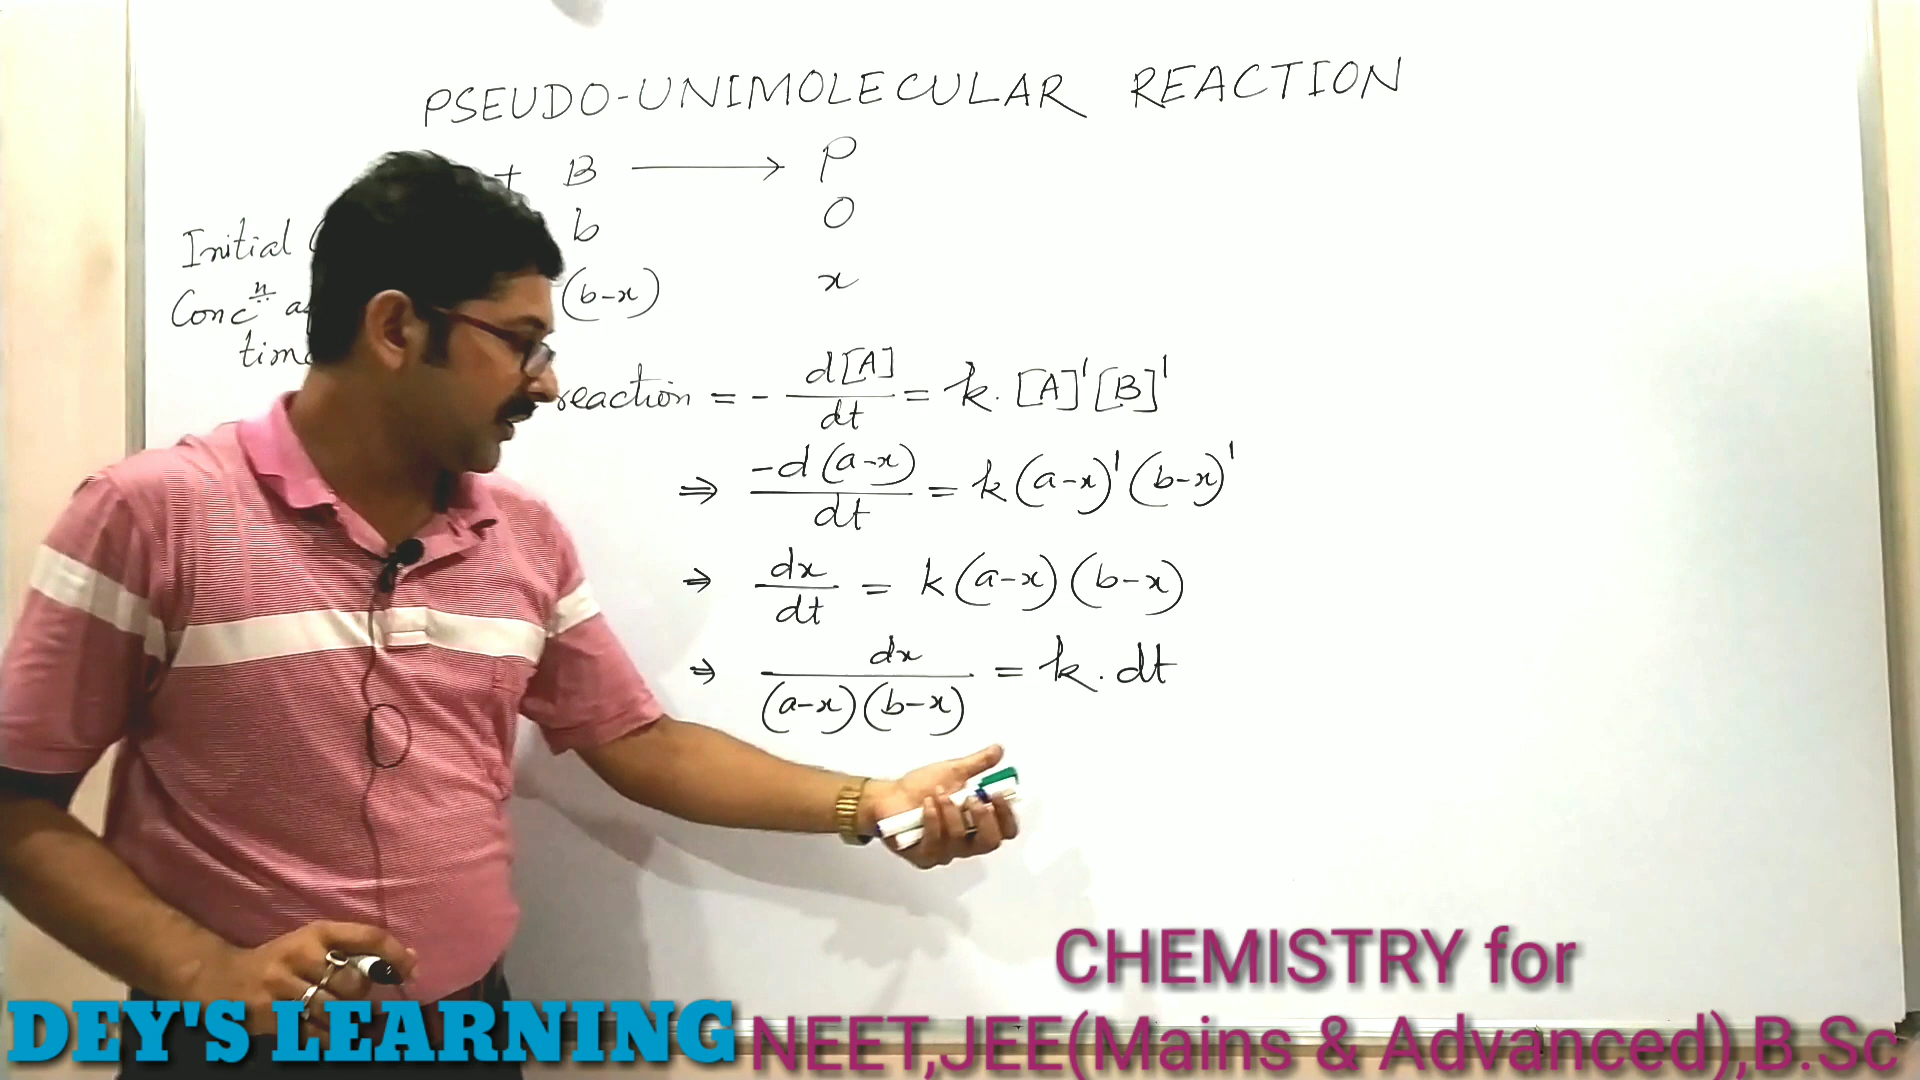 PSEUDO-UNIMOLECULAR REACTION
+ B ⟶ P
Initial b 0
Concⁿ (b-x) x
reaction = - d[A]/dt = k. [A]¹[B]¹
⇒ -d(a-x)/dt = k(a-x)¹(b-x)¹
⇒ dx/dt = k(a-x)(b-x)
⇒ dx/(a-x)(b-x) = k. dt
CHEMISTRY for
DEY'S LEARNING NEET,JEE(Mains & Advanced),B.Sc